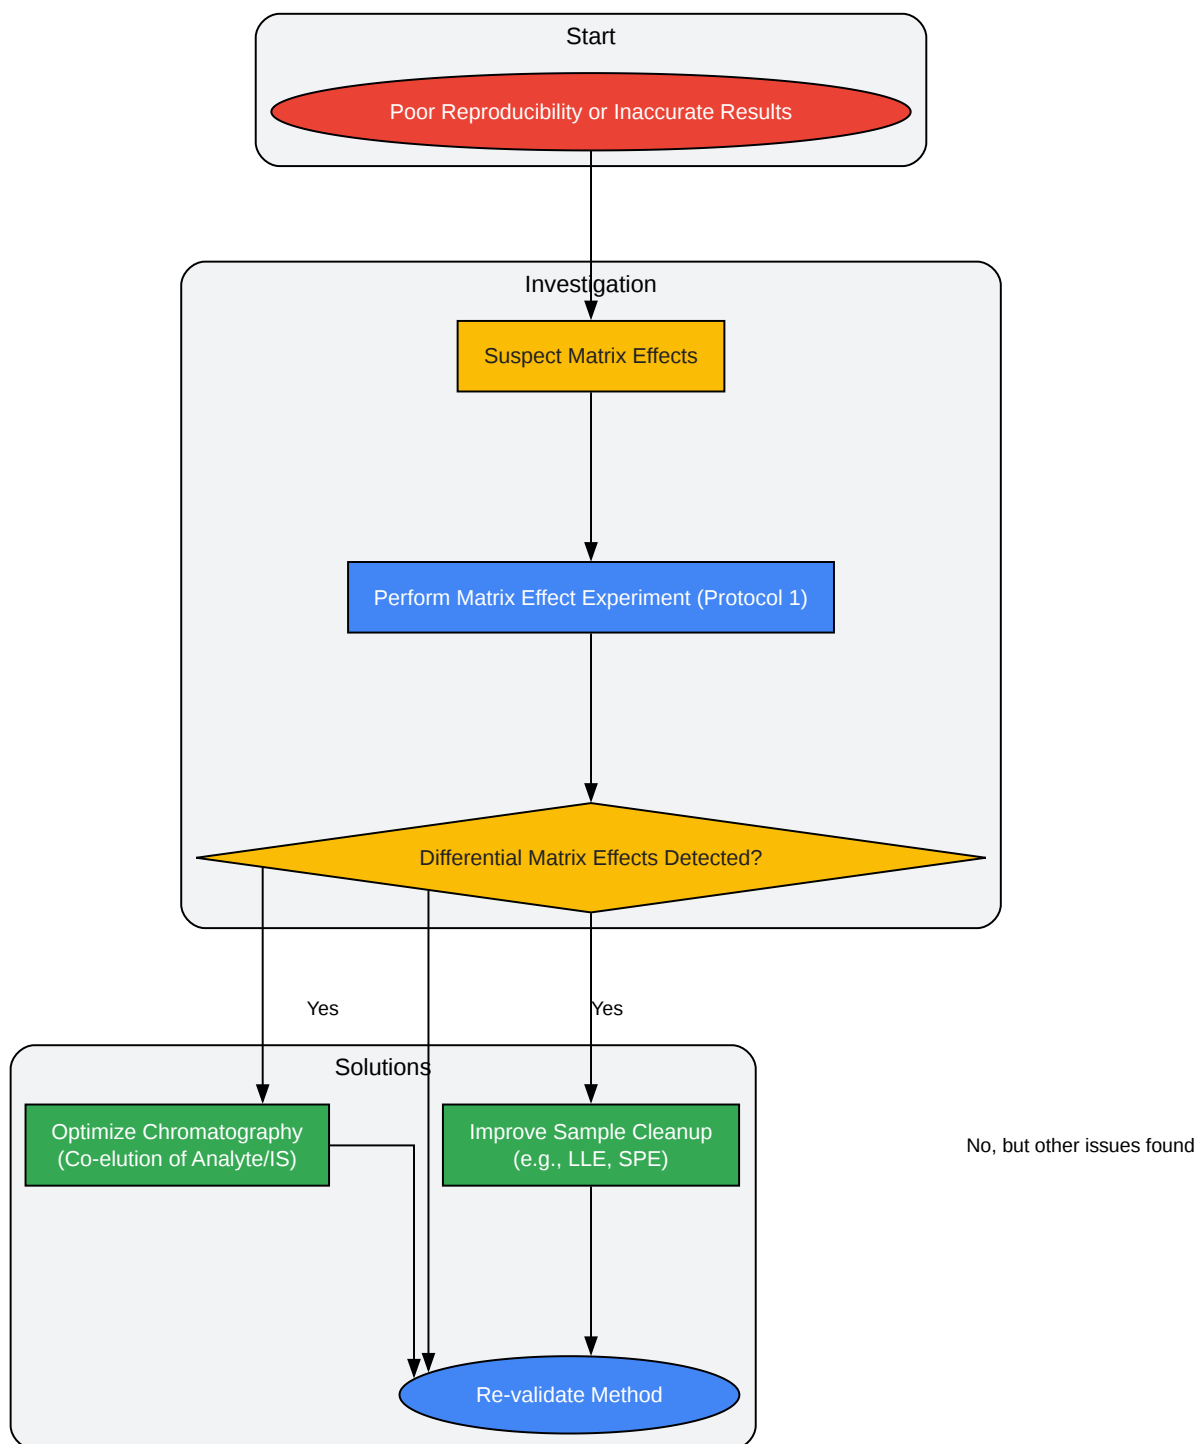 Start
Poor Reproducibility or Inaccurate Results
Investigation
Suspect Matrix Effects
Perform Matrix Effect Experiment (Protocol 1)
Differential Matrix Effects Detected?
Yes
Yes
Solutions
Optimize Chromatography
(Co-elution of Analyte/IS)
Improve Sample Cleanup
(e.g., LLE, SPE)
No, but other issues found
Re-validate Method